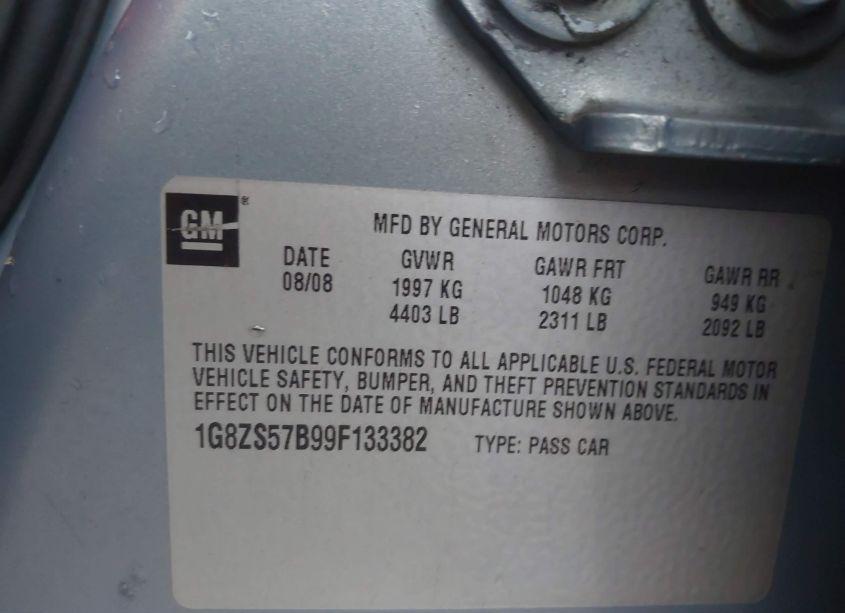 GM ®
MFD BY GENERAL MOTORS CORP.
DATE GVWR GAWR FRT GAWR RR
08/08 1997 KG 1048 KG 949 KG
4403 LB 2311 LB 2092 LB
THIS VEHICLE CONFORMS TO ALL APPLICABLE U.S. FEDERAL MOTOR
VEHICLE SAFETY, BUMPER, AND THEFT PREVENTION STANDARDS IN
EFFECT ON THE DATE OF MANUFACTURE SHOWN ABOVE.
1G8ZS57B99F133382 TYPE: PASS CAR